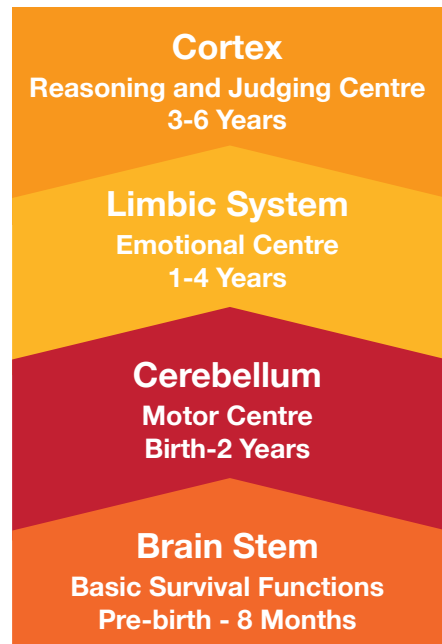 Cortex
Reasoning and Judging Centre
3-6 Years
Limbic System
Emotional Centre
1-4 Years
Cerebellum
Motor Centre
Birth-2 Years
Brain Stem
Basic Survival Functions
Pre-birth - 8 Months